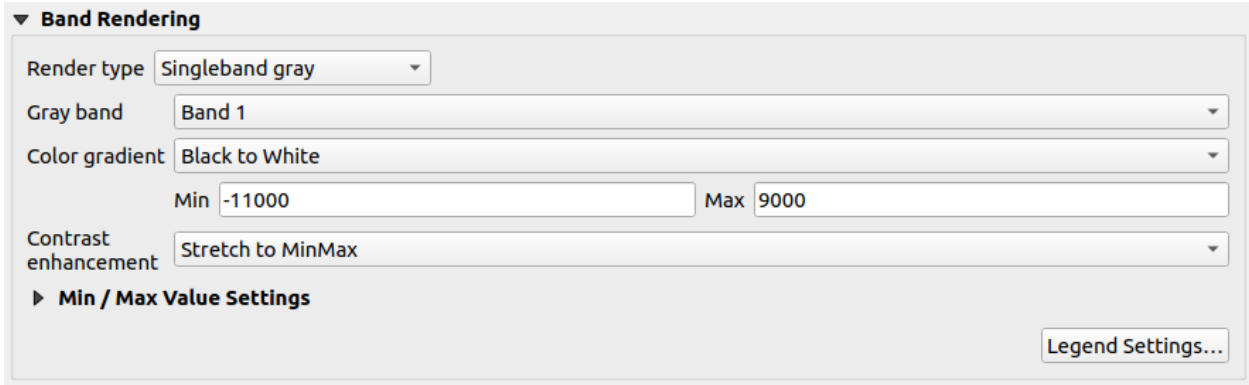 Band Rendering
Render type Singleband gray
Gray band Band 1
Color gradient Black to White
Min -11000 Max 9000
Contrast
enhancement Stretch to MinMax
Min / Max Value Settings
Legend Settings...